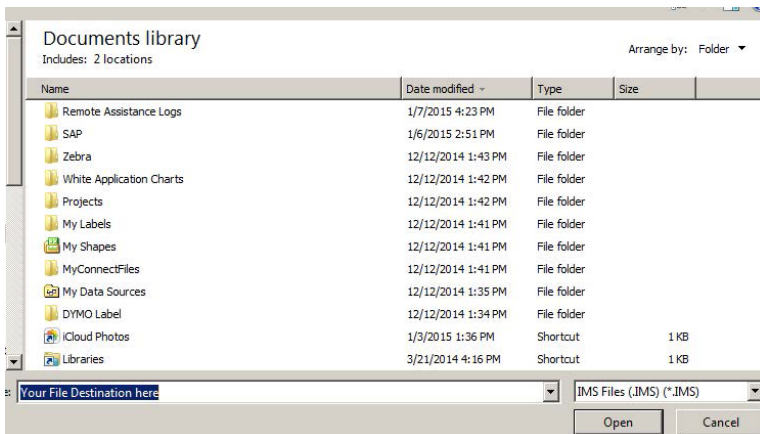 Documents library
Includes: 2 locations
Arrange by: Folder
Name Date modified Type Size
Remote Assistance Logs 1/7/2015 4:23 PM File folder
SAP 1/6/2015 2:51 PM File folder
Zebra 12/12/2014 1:43 PM File folder
White Application Charts 12/12/2014 1:42 PM File folder
Projects 12/12/2014 1:42 PM File folder
My Labels 12/12/2014 1:41 PM File folder
My Shapes 12/12/2014 1:41 PM File folder
MyConnectFiles 12/12/2014 1:41 PM File folder
My Data Sources 12/12/2014 1:35 PM File folder
DYMO Label 12/12/2014 1:34 PM File folder
iCloud Photos 1/3/2015 1:36 PM Shortcut 1 KB
Libraries 3/21/2014 4:16 PM Shortcut 1 KB
e: Your File Destination here IMS Files (.IMS) (*.IMS)
Open Cancel